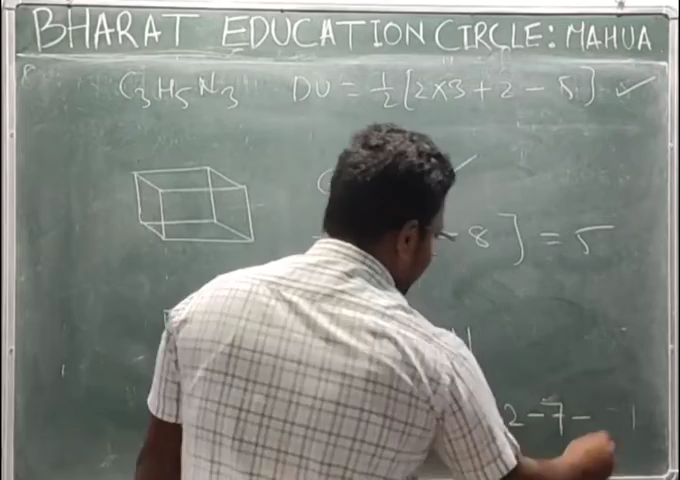 BHARAT EDUCATION CIRCLE: MAHUA
C₃H₅N₃ DU = ½[2×3+2-5] ✓
-8] = 5
2-7- 1